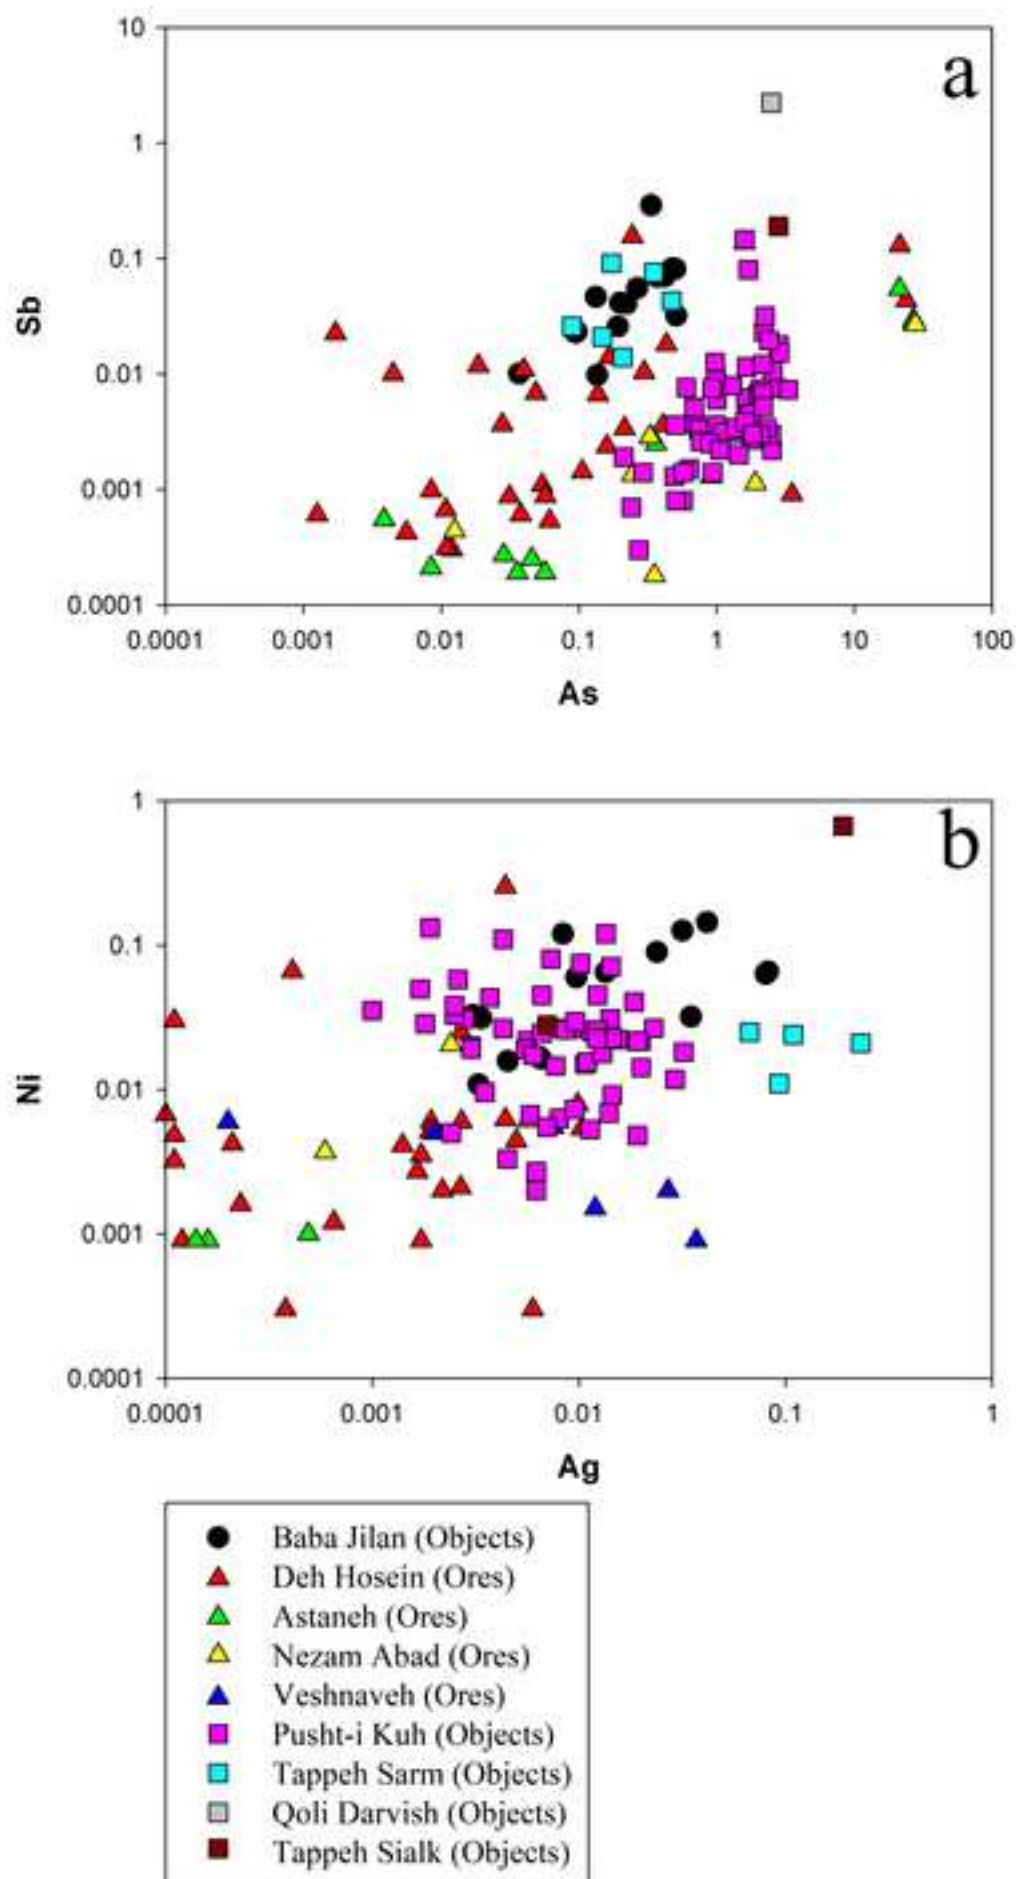 a
10
1
0.1
0.01
0.001
0.0001
Sb
0.0001 0.001 0.01 0.1 1 10 100
As
b
1
0.1
0.01
0.001
0.0001
Ni
0.0001 0.001 0.01 0.1 1
Ag
Baba Jilan (Objects)
Deh Hosein (Ores)
Astaneh (Ores)
Nezam Abad (Ores)
Veshnaveh (Ores)
Pusht-i Kuh (Objects)
Tappeh Sarm (Objects)
Qoli Darvish (Objects)
Tappeh Sialk (Objects)